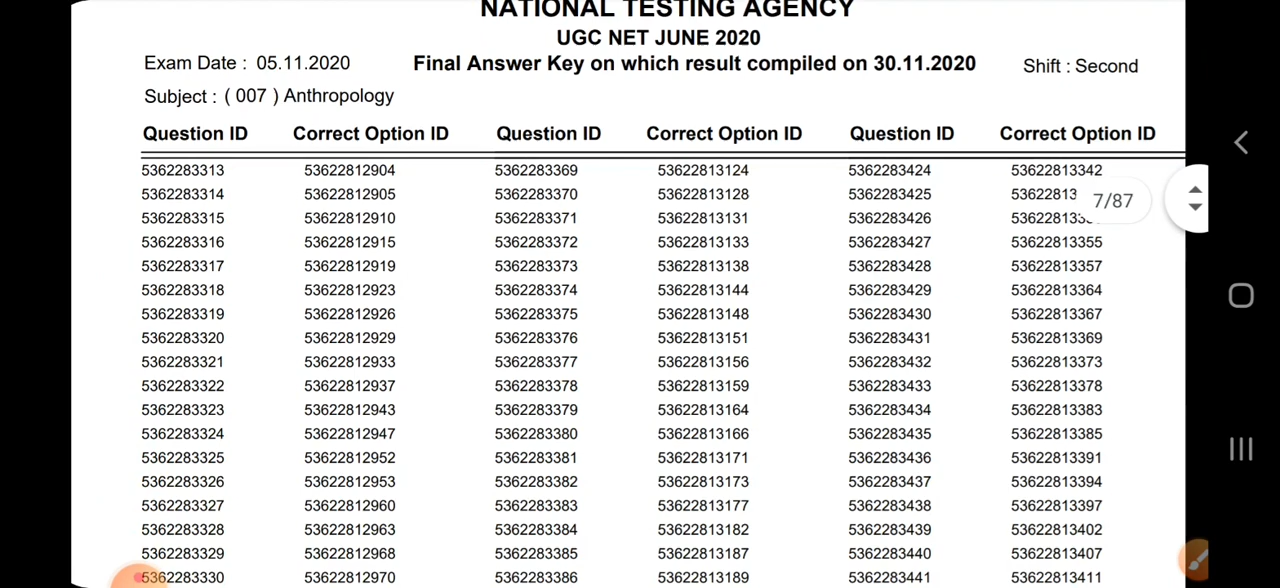 NATIONAL TESTING AGENCY
UGC NET JUNE 2020
Exam Date : 05.11.2020 Final Answer Key on which result compiled on 30.11.2020 Shift : Second
Subject : ( 007 ) Anthropology
Question ID Correct Option ID Question ID Correct Option ID Question ID Correct Option ID
5362283313 53622812904 5362283369 53622813124 5362283424 53622813342
5362283314 53622812905 5362283370 53622813128 5362283425 7/87
5362283315 53622812910 5362283371 53622813131 5362283426
5362283316 53622812915 5362283372 53622813133 5362283427 53622813355
5362283317 53622812919 5362283373 53622813138 5362283428 53622813357
5362283318 53622812923 5362283374 53622813144 5362283429 53622813364
5362283319 53622812926 5362283375 53622813148 5362283430 53622813367
5362283320 53622812929 5362283376 53622813151 5362283431 53622813369
5362283321 53622812933 5362283377 53622813156 5362283432 53622813373
5362283322 53622812937 5362283378 53622813159 5362283433 53622813378
5362283323 53622812943 5362283379 53622813164 5362283434 53622813383
5362283324 53622812947 5362283380 53622813166 5362283435 53622813385
5362283325 53622812952 5362283381 53622813171 5362283436 53622813391
5362283326 53622812953 5362283382 53622813173 5362283437 53622813394
5362283327 53622812960 5362283383 53622813177 5362283438 53622813397
5362283328 53622812963 5362283384 53622813182 5362283439 53622813402
5362283329 53622812968 5362283385 53622813187 5362283440 53622813407
5362283330 53622812970 5362283386 53622813189 5362283441 53622813411